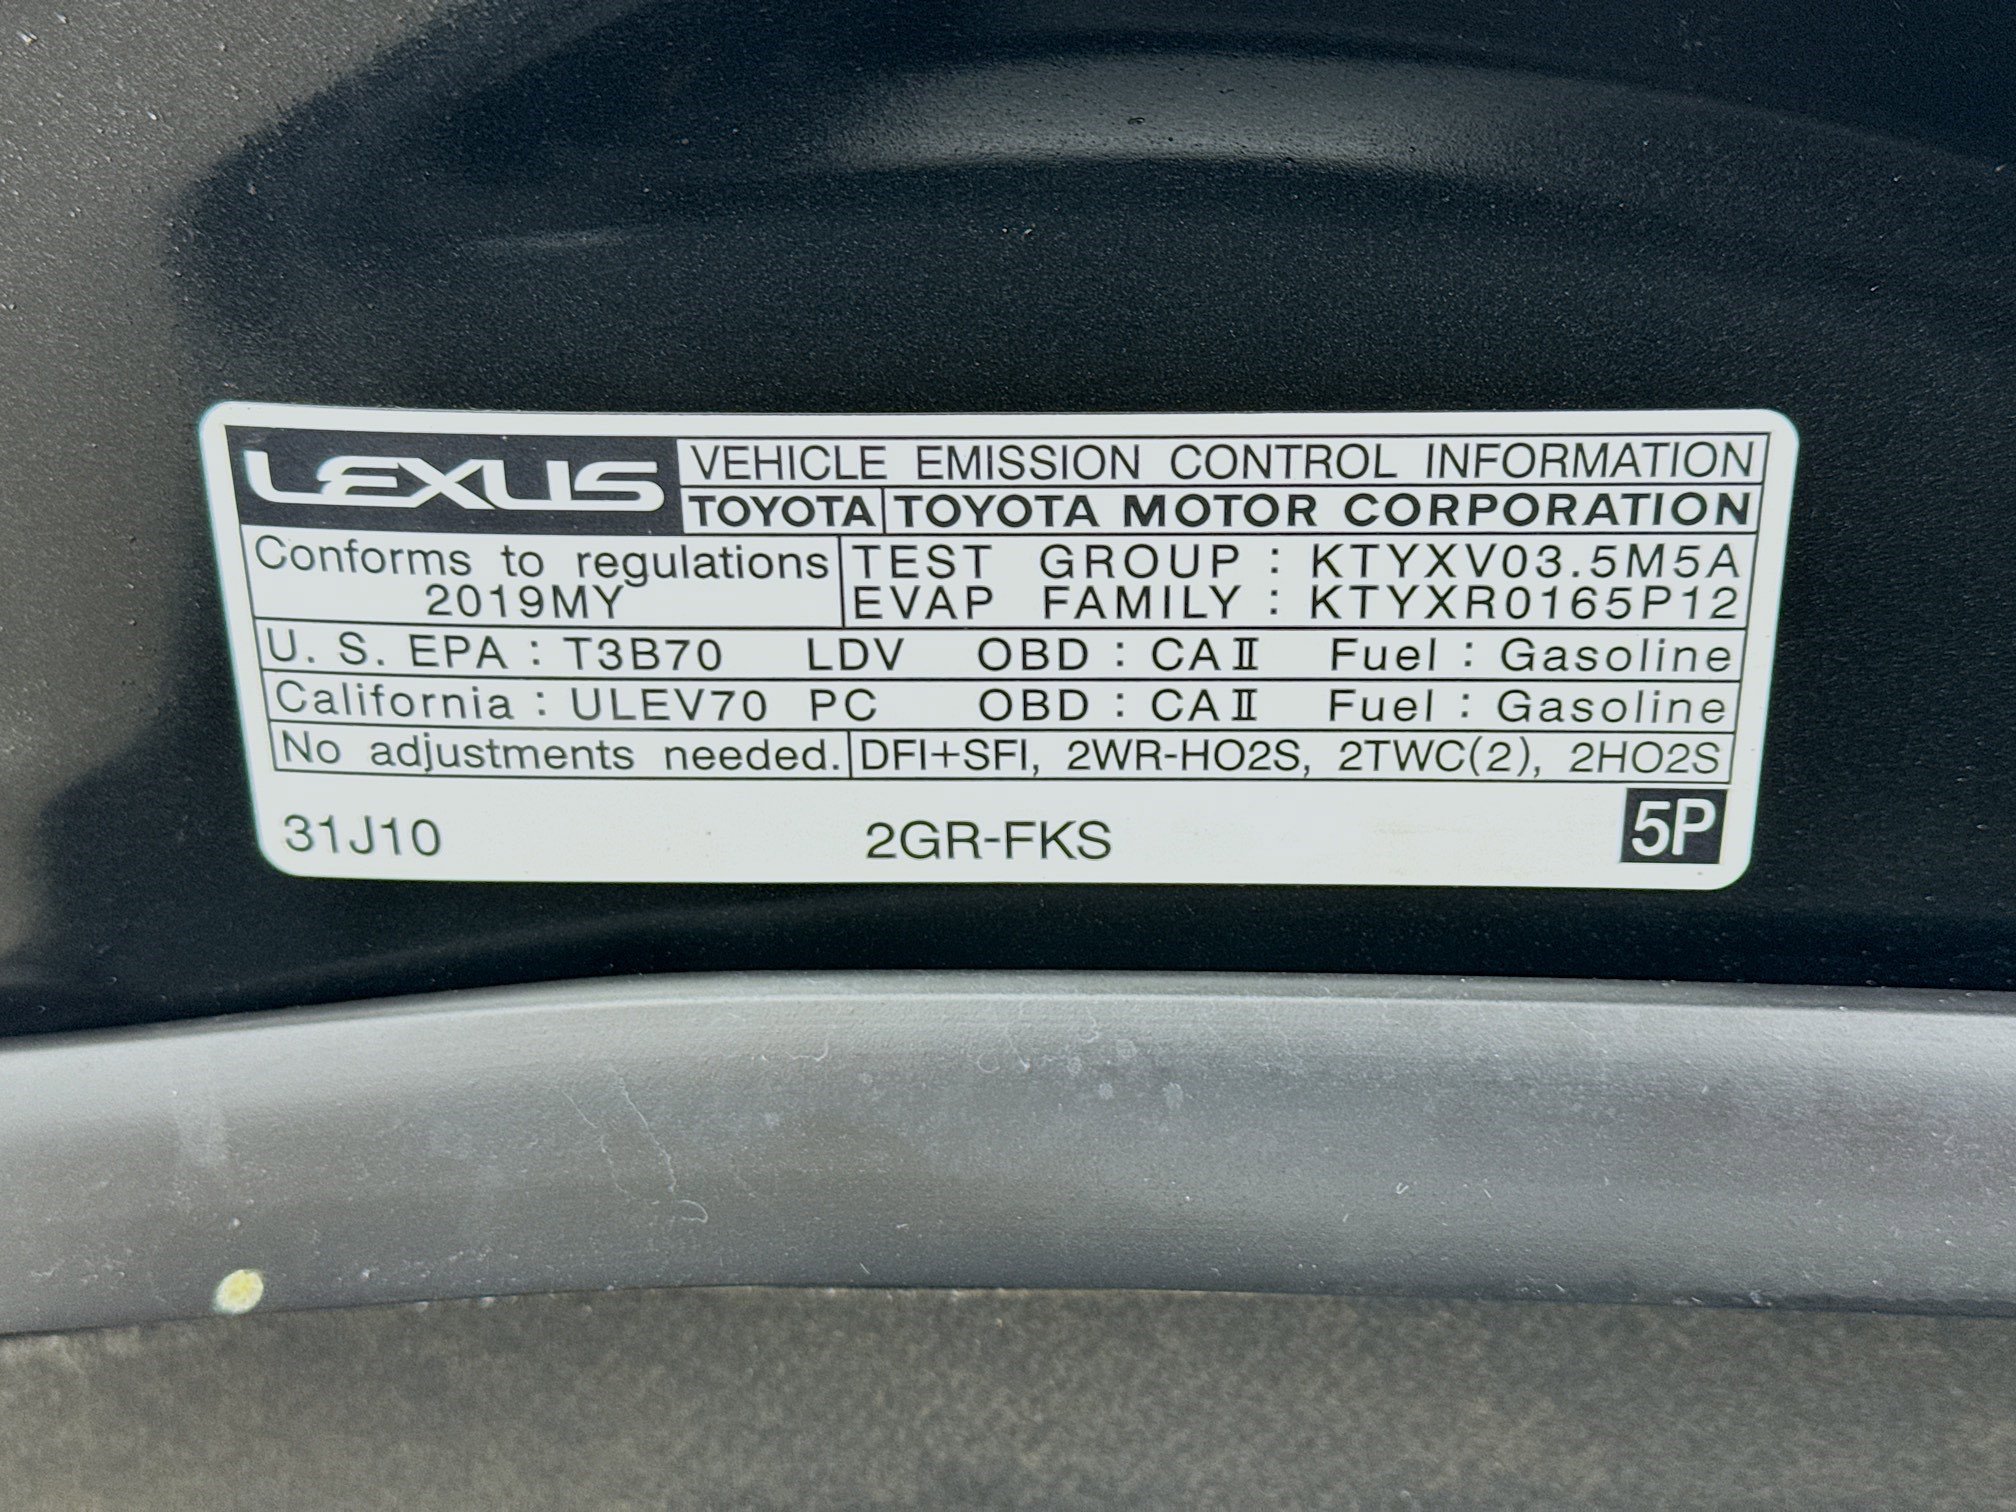 LEXUS VEHICLE EMISSION CONTROL INFORMATION
TOYOTA TOYOTA MOTOR CORPORATION
Conforms to regulations
2019MY
TEST GROUP : KTYXV03.5M5A
EVAP FAMILY : KTYXR0165P12
U. S. EPA : T3B70 LDV OBD : CAⅡ Fuel : Gasoline
California : ULEV70 PC OBD : CAⅡ Fuel : Gasoline
No adjustments needed. DFI+SFI, 2WR-HO2S, 2TWC(2), 2HO2S
31J10 2GR-FKS 5P